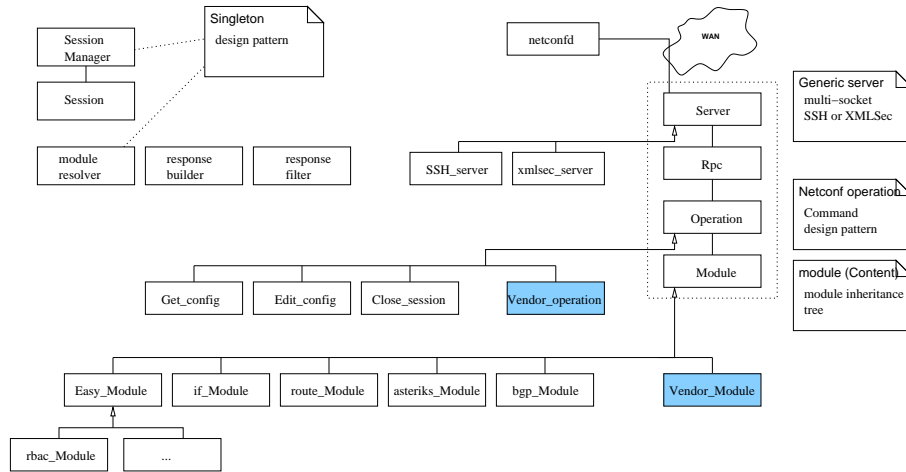 Singleton
design pattern
Session
Manager
Session
module
resolver
response
builder
response
filter
netconfd
WAN
Generic server
multi−socket
SSH or XMLSec
Server
SSH_server
xmlsec_server
Rpc
Netconf operation
Command
design pattern
Operation
Module
module (Content)
module inheritance
tree
Get_config
Edit_config
Close_session
Vendor_operation
Easy_Module
if_Module
route_Module
asteriks_Module
bgp_Module
Vendor_Module
rbac_Module
...